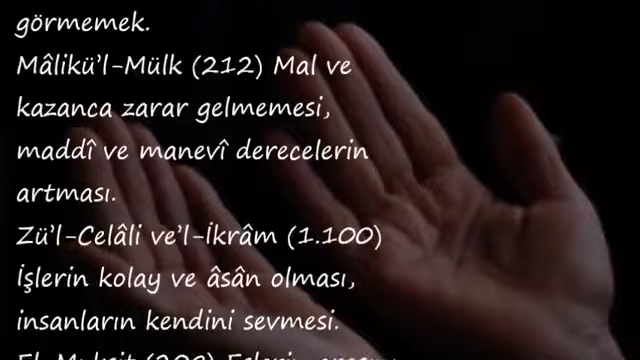 görmemek.
Mâlikü'l-Mülk (212) Mal ve
kazanca zarar gelmemesi,
maddî ve manevî derecelerin
artması.
Zü'l-Celâli ve'l-İkrâm (1.100)
İşlerin kolay ve âsân olması,
insanların kendini sevmesi.